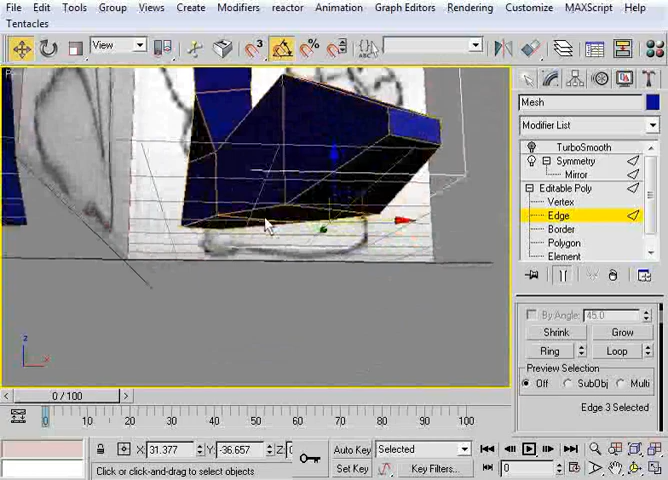 File Edit Tools Group Views Create Modifiers reactor Animation Graph Editors Rendering Customize MAXScript Help
Tentacles
View
Mesh
Modifier List
TurboSmooth
Symmetry
Mirror
Editable Poly
Vertex
Edge
Border
Polygon
Element
By Angle: 45.0
Shrink Grow
Ring Loop
Preview Selection
Off SubObj Multi
Edge 3 Selected
z
x
0 / 100
0 10 20 30 40 50 60 70 80 90 100
X: 31.377 Y: -36.657 Z:
Auto Key Selected
Click or click-and-drag to select objects
Set Key Key Filters... 0